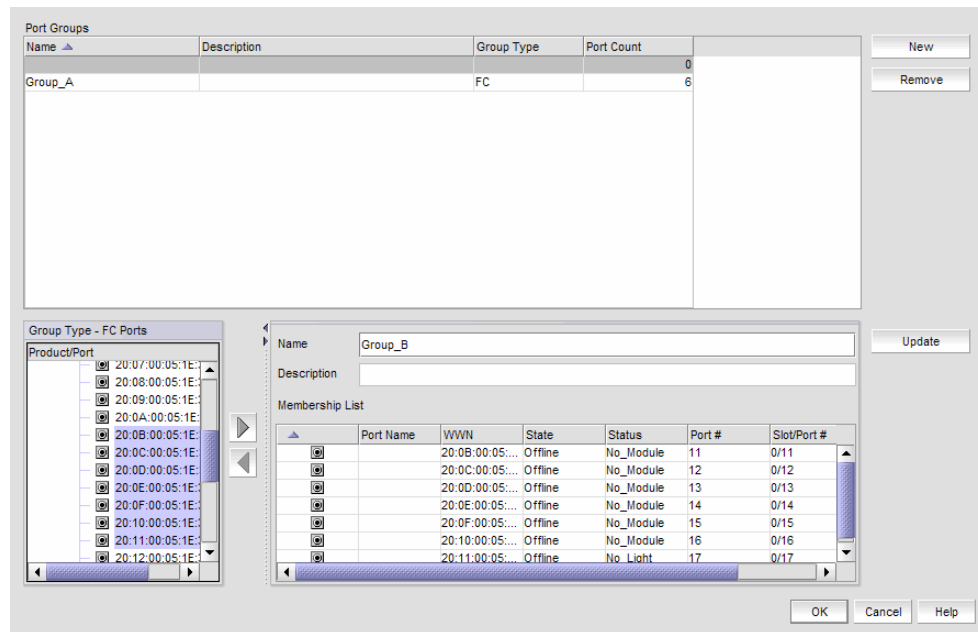 Port Groups
Name Description Group Type Port Count
0
Group_A FC 6
New
Remove
Group Type - FC Ports
Product/Port
20:07:00:05:1E:
20:08:00:05:1E:
20:09:00:05:1E:
20:0A:00:05:1E:
20:0B:00:05:1E:
20:0C:00:05:1E:
20:0D:00:05:1E:
20:0E:00:05:1E:
20:0F:00:05:1E:
20:10:00:05:1E:
20:11:00:05:1E:
20:12:00:05:1E:
Name Group_B
Description
Membership List
Port Name WWN State Status Port # Slot/Port #
20:0B:00:05:... Offline No_Module 11 0/11
20:0C:00:05:... Offline No_Module 12 0/12
20:0D:00:05:... Offline No_Module 13 0/13
20:0E:00:05:... Offline No_Module 14 0/14
20:0F:00:05:... Offline No_Module 15 0/15
20:10:00:05:... Offline No_Module 16 0/16
20:11:00:05:... Offline No_Light 17 0/17
Update
OK Cancel Help